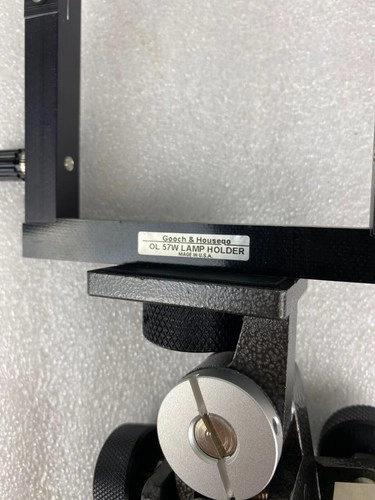 Gooch & Housego
OL 57W LAMP HOLDER
MADE IN U.S.A.